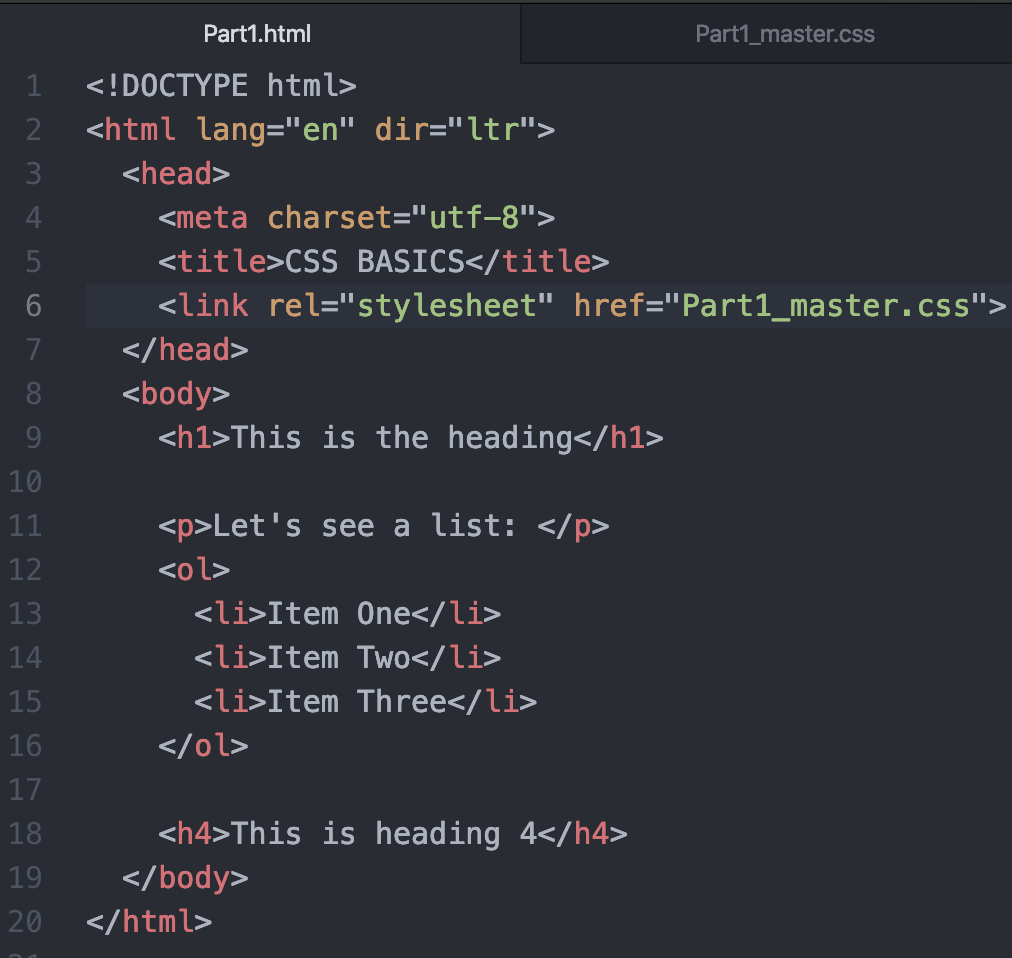 Part1.html Part1_master.css
1 <!DOCTYPE html>
2 <html lang="en" dir="ltr">
3   <head>
4     <meta charset="utf-8">
5     <title>CSS BASICS</title>
6     <link rel="stylesheet" href="Part1_master.css">
7   </head>
8   <body>
9     <h1>This is the heading</h1>
10
11     <p>Let's see a list: </p>
12     <ol>
13       <li>Item One</li>
14       <li>Item Two</li>
15       <li>Item Three</li>
16     </ol>
17
18     <h4>This is heading 4</h4>
19   </body>
20 </html>
21